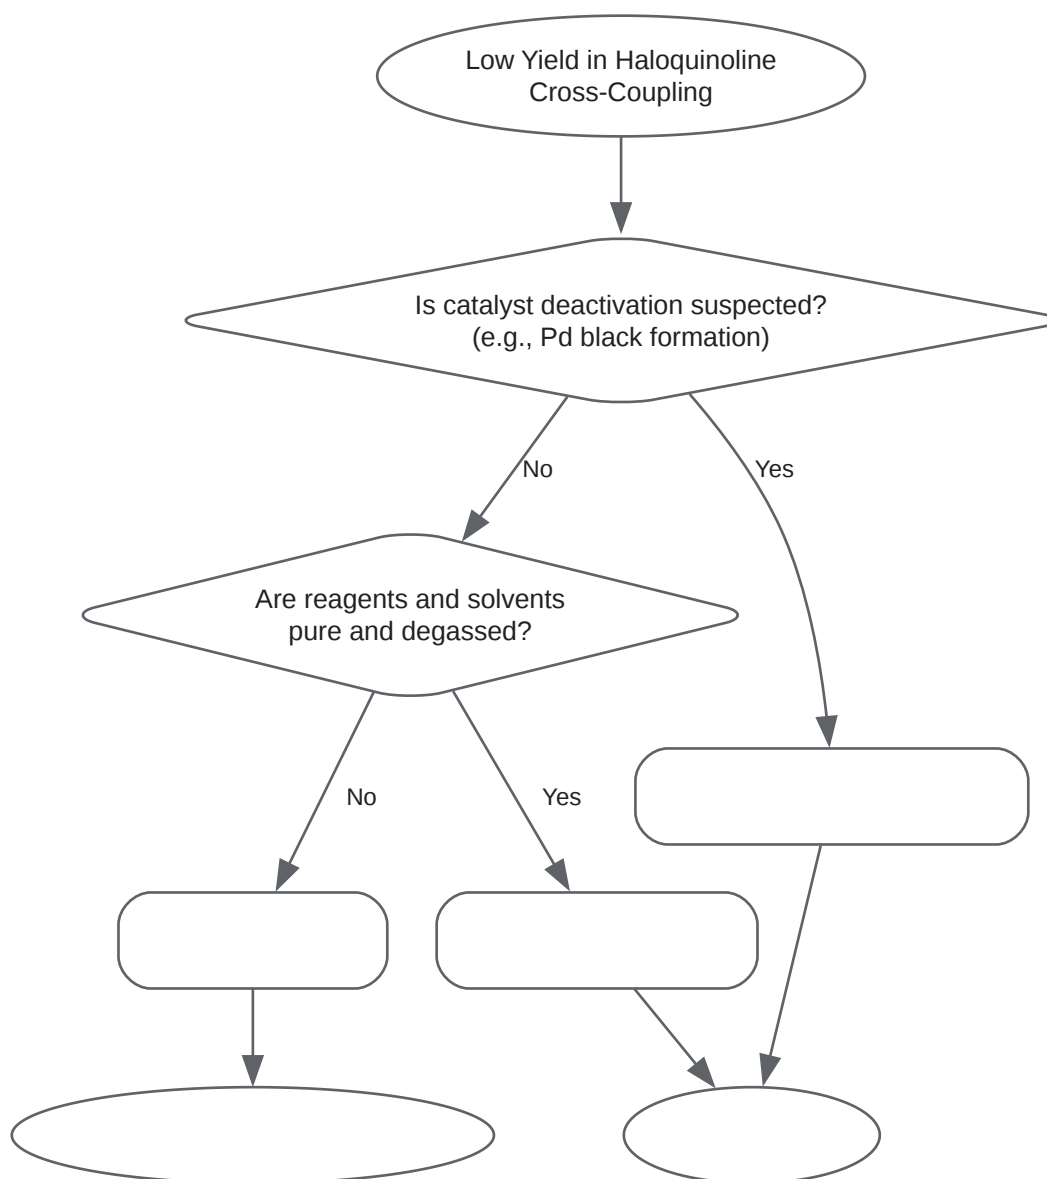 Low Yield in Haloquinoline
Cross-Coupling
Is catalyst deactivation suspected?
(e.g., Pd black formation)
No
Yes
Are reagents and solvents
pure and degassed?
No
Yes